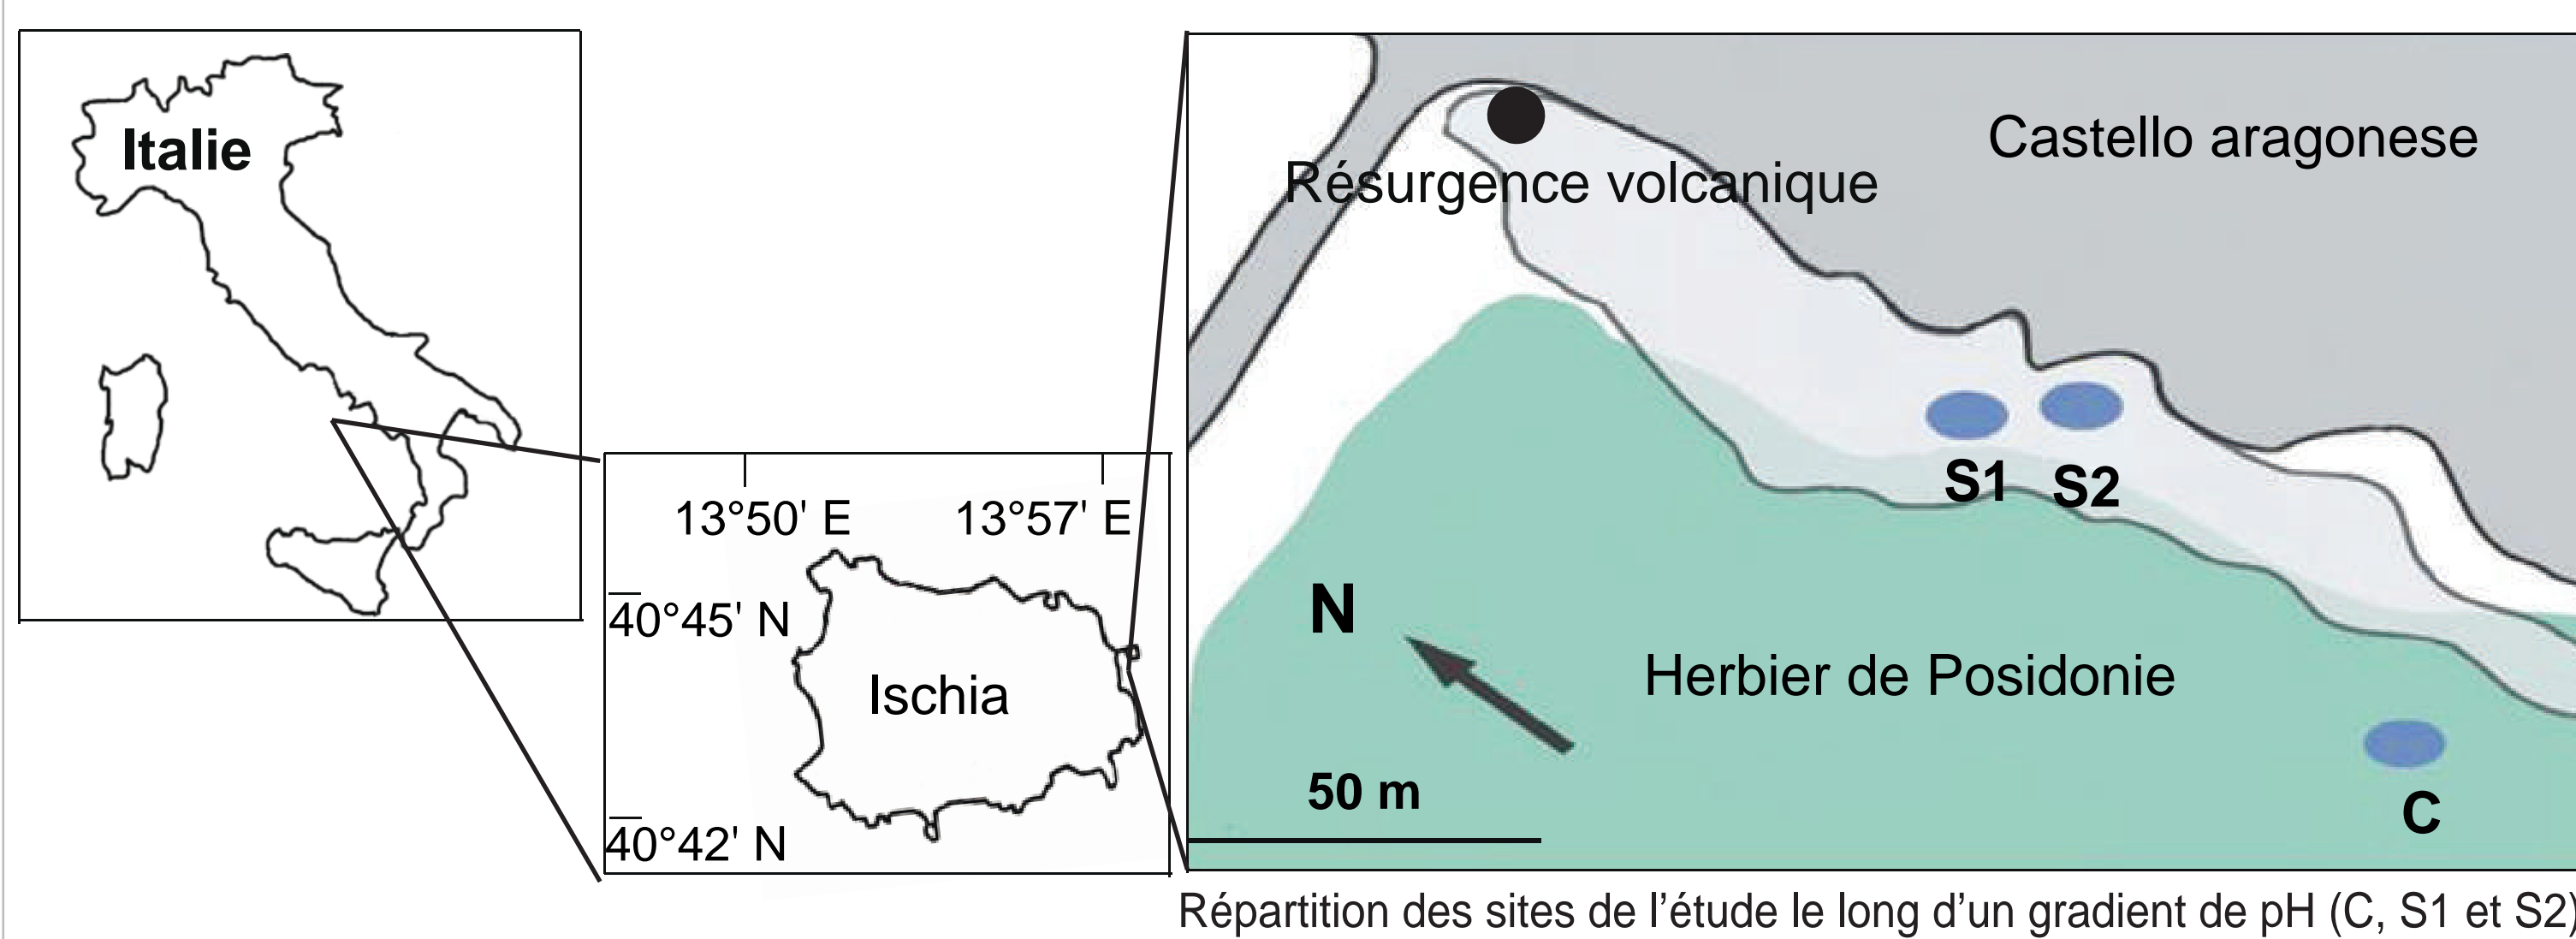 Italie
13°50' E
13°57' E
40°45' N
Ischia
40°42' N
Castello aragonese
Résurgence volcanique
S1
S2
N
Herbier de Posidonie
50 m
C
Répartition des sites de l’étude le long d’un gradient de pH (C, S1 et S2)